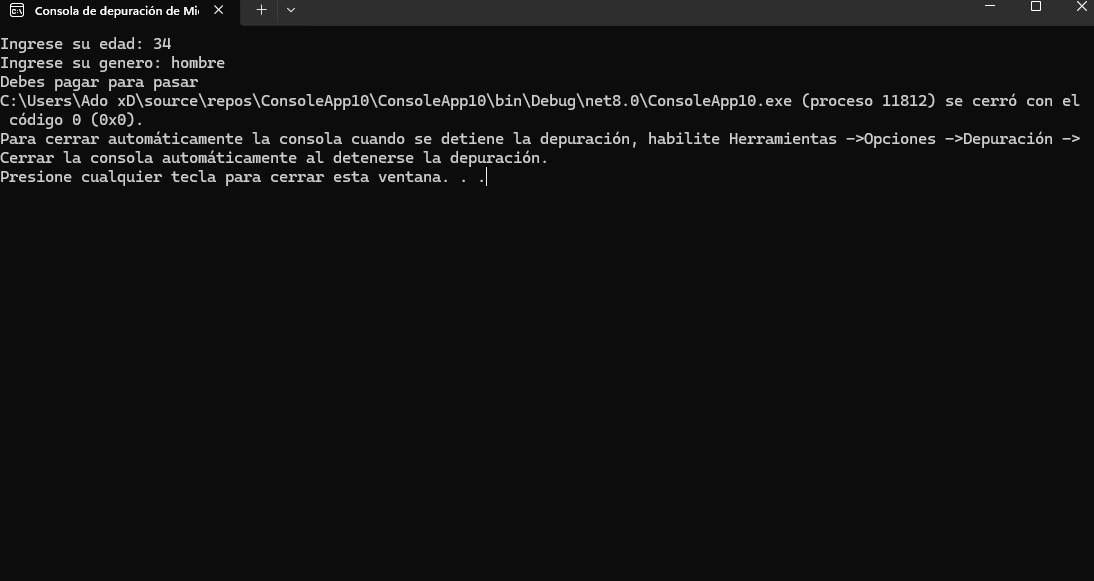 Consola de depuración de Mi
Ingrese su edad: 34
Ingrese su genero: hombre
Debes pagar para pasar
C:\Users\Ado xD\source\repos\ConsoleApp10\ConsoleApp10\bin\Debug\net8.0\ConsoleApp10.exe (proceso 11812) se cerró con el
código 0 (0x0).
Para cerrar automáticamente la consola cuando se detiene la depuración, habilite Herramientas ->Opciones ->Depuración ->
Cerrar la consola automáticamente al detenerse la depuración.
Presione cualquier tecla para cerrar esta ventana. . .